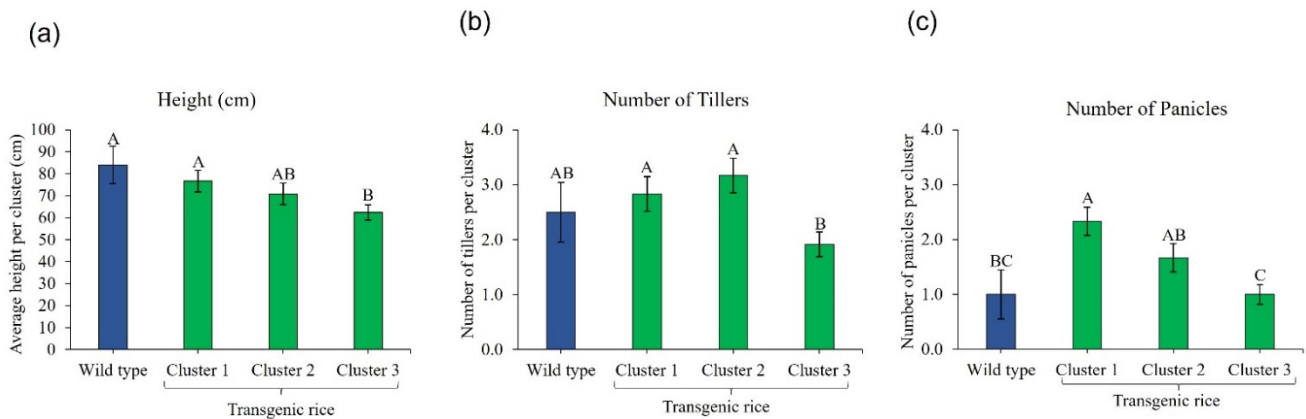 (a)
Height (cm)
Average height per cluster (cm)
100
90
80
70
60
50
40
30
20
10
0
A
A
AB
B
Wild type
Cluster 1
Cluster 2
Cluster 3
Transgenic rice
(b)
Number of Tillers
Number of tillers per cluster
4.0
3.0
2.0
1.0
0.0
AB
A
A
B
Wild type
Cluster 1
Cluster 2
Cluster 3
Transgenic rice
(c)
Number of Panicles
Number of panicles per cluster
4.0
3.0
2.0
1.0
0.0
BC
A
AB
C
Wild type
Cluster 1
Cluster 2
Cluster 3
Transgenic rice